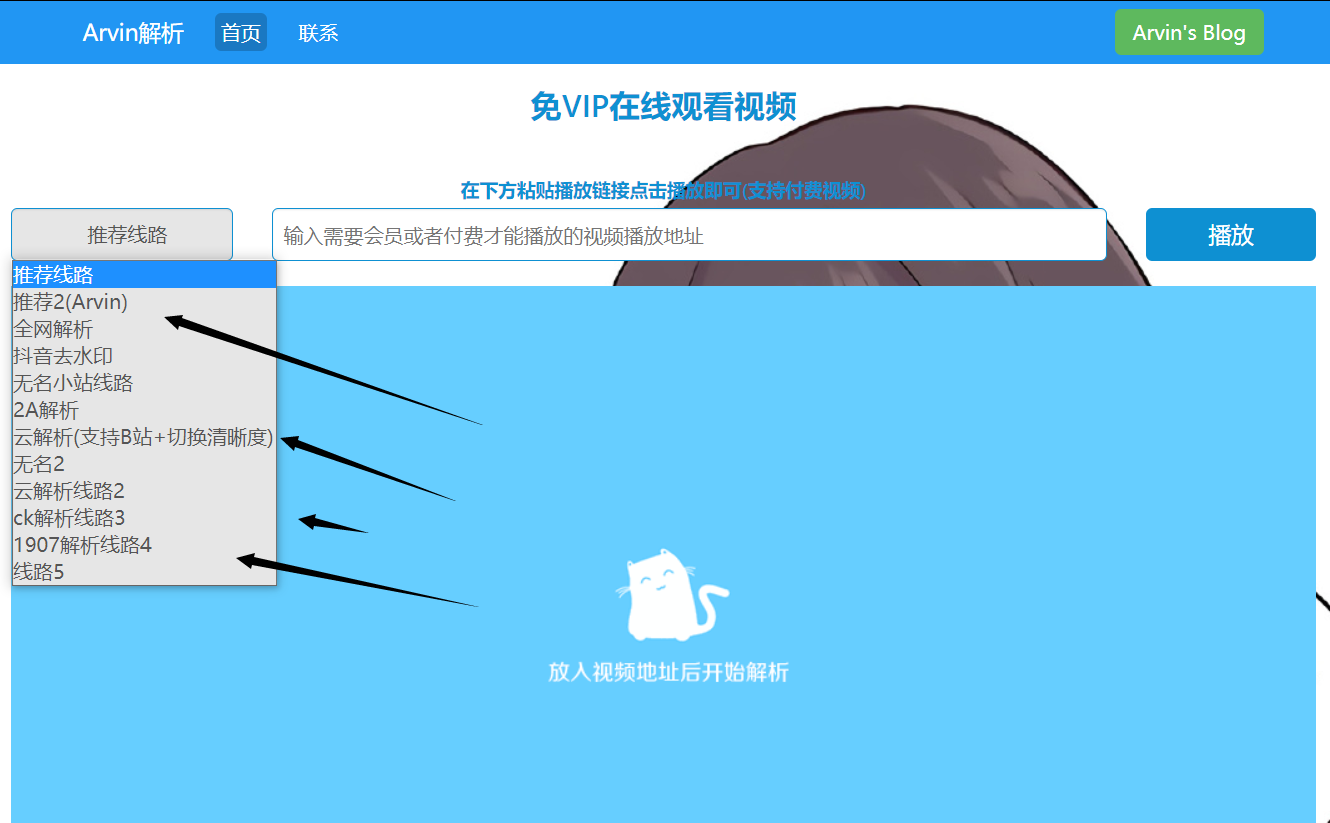 Arvin解析 首页 联系 Arvin's Blog
免VIP在线观看视频
在下方粘贴播放链接点击播放即可(支持付费视频)
推荐线路 输入需要会员或者付费才能播放的视频播放地址 播放
推荐线路
推荐2(Arvin)
全网解析
抖音去水印
无名小站线路
2A解析
云解析(支持B站+切换清晰度)
无名2
云解析线路2
ck解析线路3
1907解析线路4
线路5
放入视频地址后开始解析